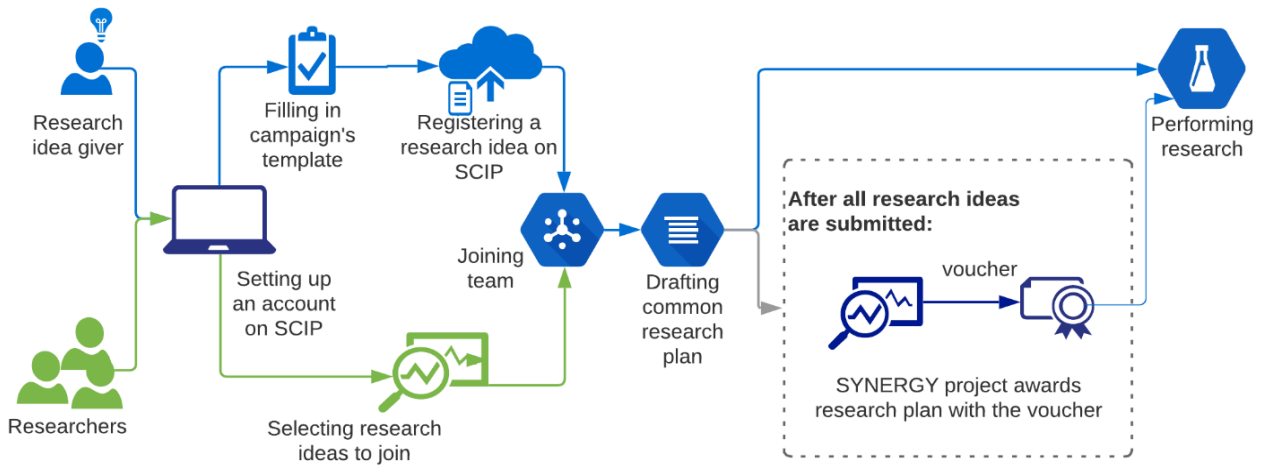 Research
idea giver
Filling in
campaign's
template
Registering a
research idea on
SCIP
Performing
research
After all research ideas
are submitted:
Setting up
an account
on SCIP
Joining
team
Drafting
common
research
plan
voucher
SYNERGY project awards
research plan with the voucher
Researchers
Selecting research
ideas to join